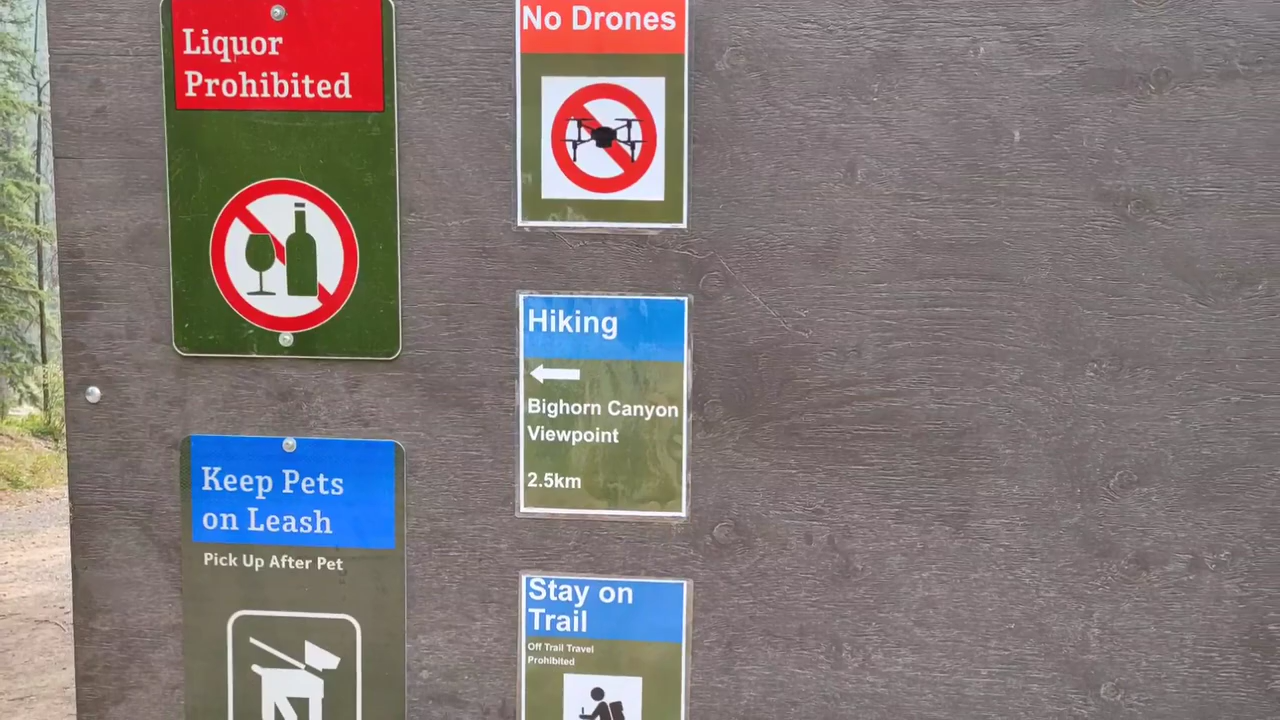 Liquor
Prohibited
Keep Pets
on Leash
Pick Up After Pet
No Drones
Hiking
Bighorn Canyon
Viewpoint
2.5km
Stay on
Trail
Off Trail Travel
Prohibited